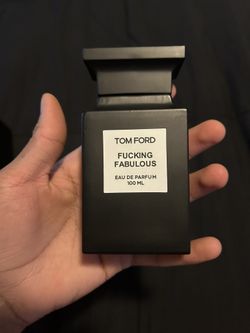 TOM FORD
FUCKING
FABULOUS
EAU DE PARFUM
100 ML